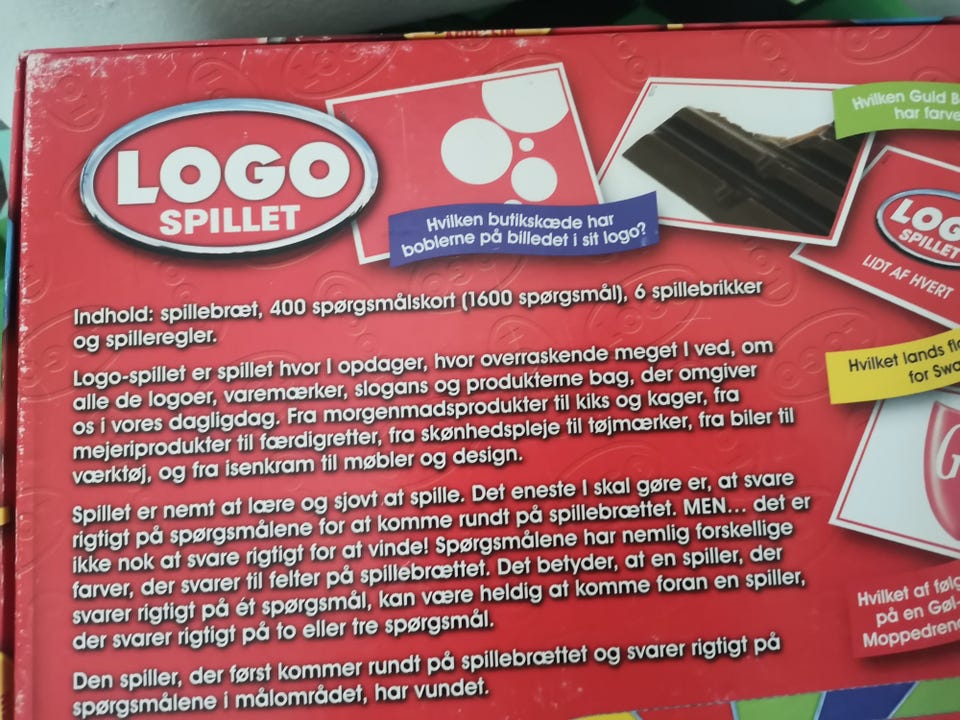 LOGO
SPILLET
Hvilken butikskæde har
boblerne på billedet i sit logo?
Hvilken Guld B
har farve
LOG
SPILLET
LIDT AF HVERT
Indhold: spillebræt, 400 spørgsmålskort (1600 spørgsmål), 6 spillebrikker
og spilleregler.
Logo-spillet er spillet hvor I opdager, hvor overraskende meget I ved, om
alle de logoer, varemærker, slogans og produkterne bag, der omgiver
os i vores dagligdag. Fra morgenmadsprodukter til kiks og kager, fra
mejeriprodukter til færdigretter, fra skønhedspleje til tøjmærker, fra biler til
værktøj, og fra isenkram til møbler og design.
Hvilket lands fl
for Swa
Spillet er nemt at lære og sjovt at spille. Det eneste I skal gøre er, at svare
rigtigt på spørgsmålene for at komme rundt på spillebrættet. MEN... det er
ikke nok at svare rigtigt for at vinde! Spørgsmålene har nemlig forskellige
farver, der svarer til felter på spillebrættet. Det betyder, at en spiller, der
svarer rigtigt på ét spørgsmål, kan være heldig at komme foran en spiller,
der svarer rigtigt på to eller tre spørgsmål.
G
Hvilket af følg
på en Gøl-
Moppedreng
Den spiller, der først kommer rundt på spillebrættet og svarer rigtigt på
spørgsmålene i målområdet, har vundet.